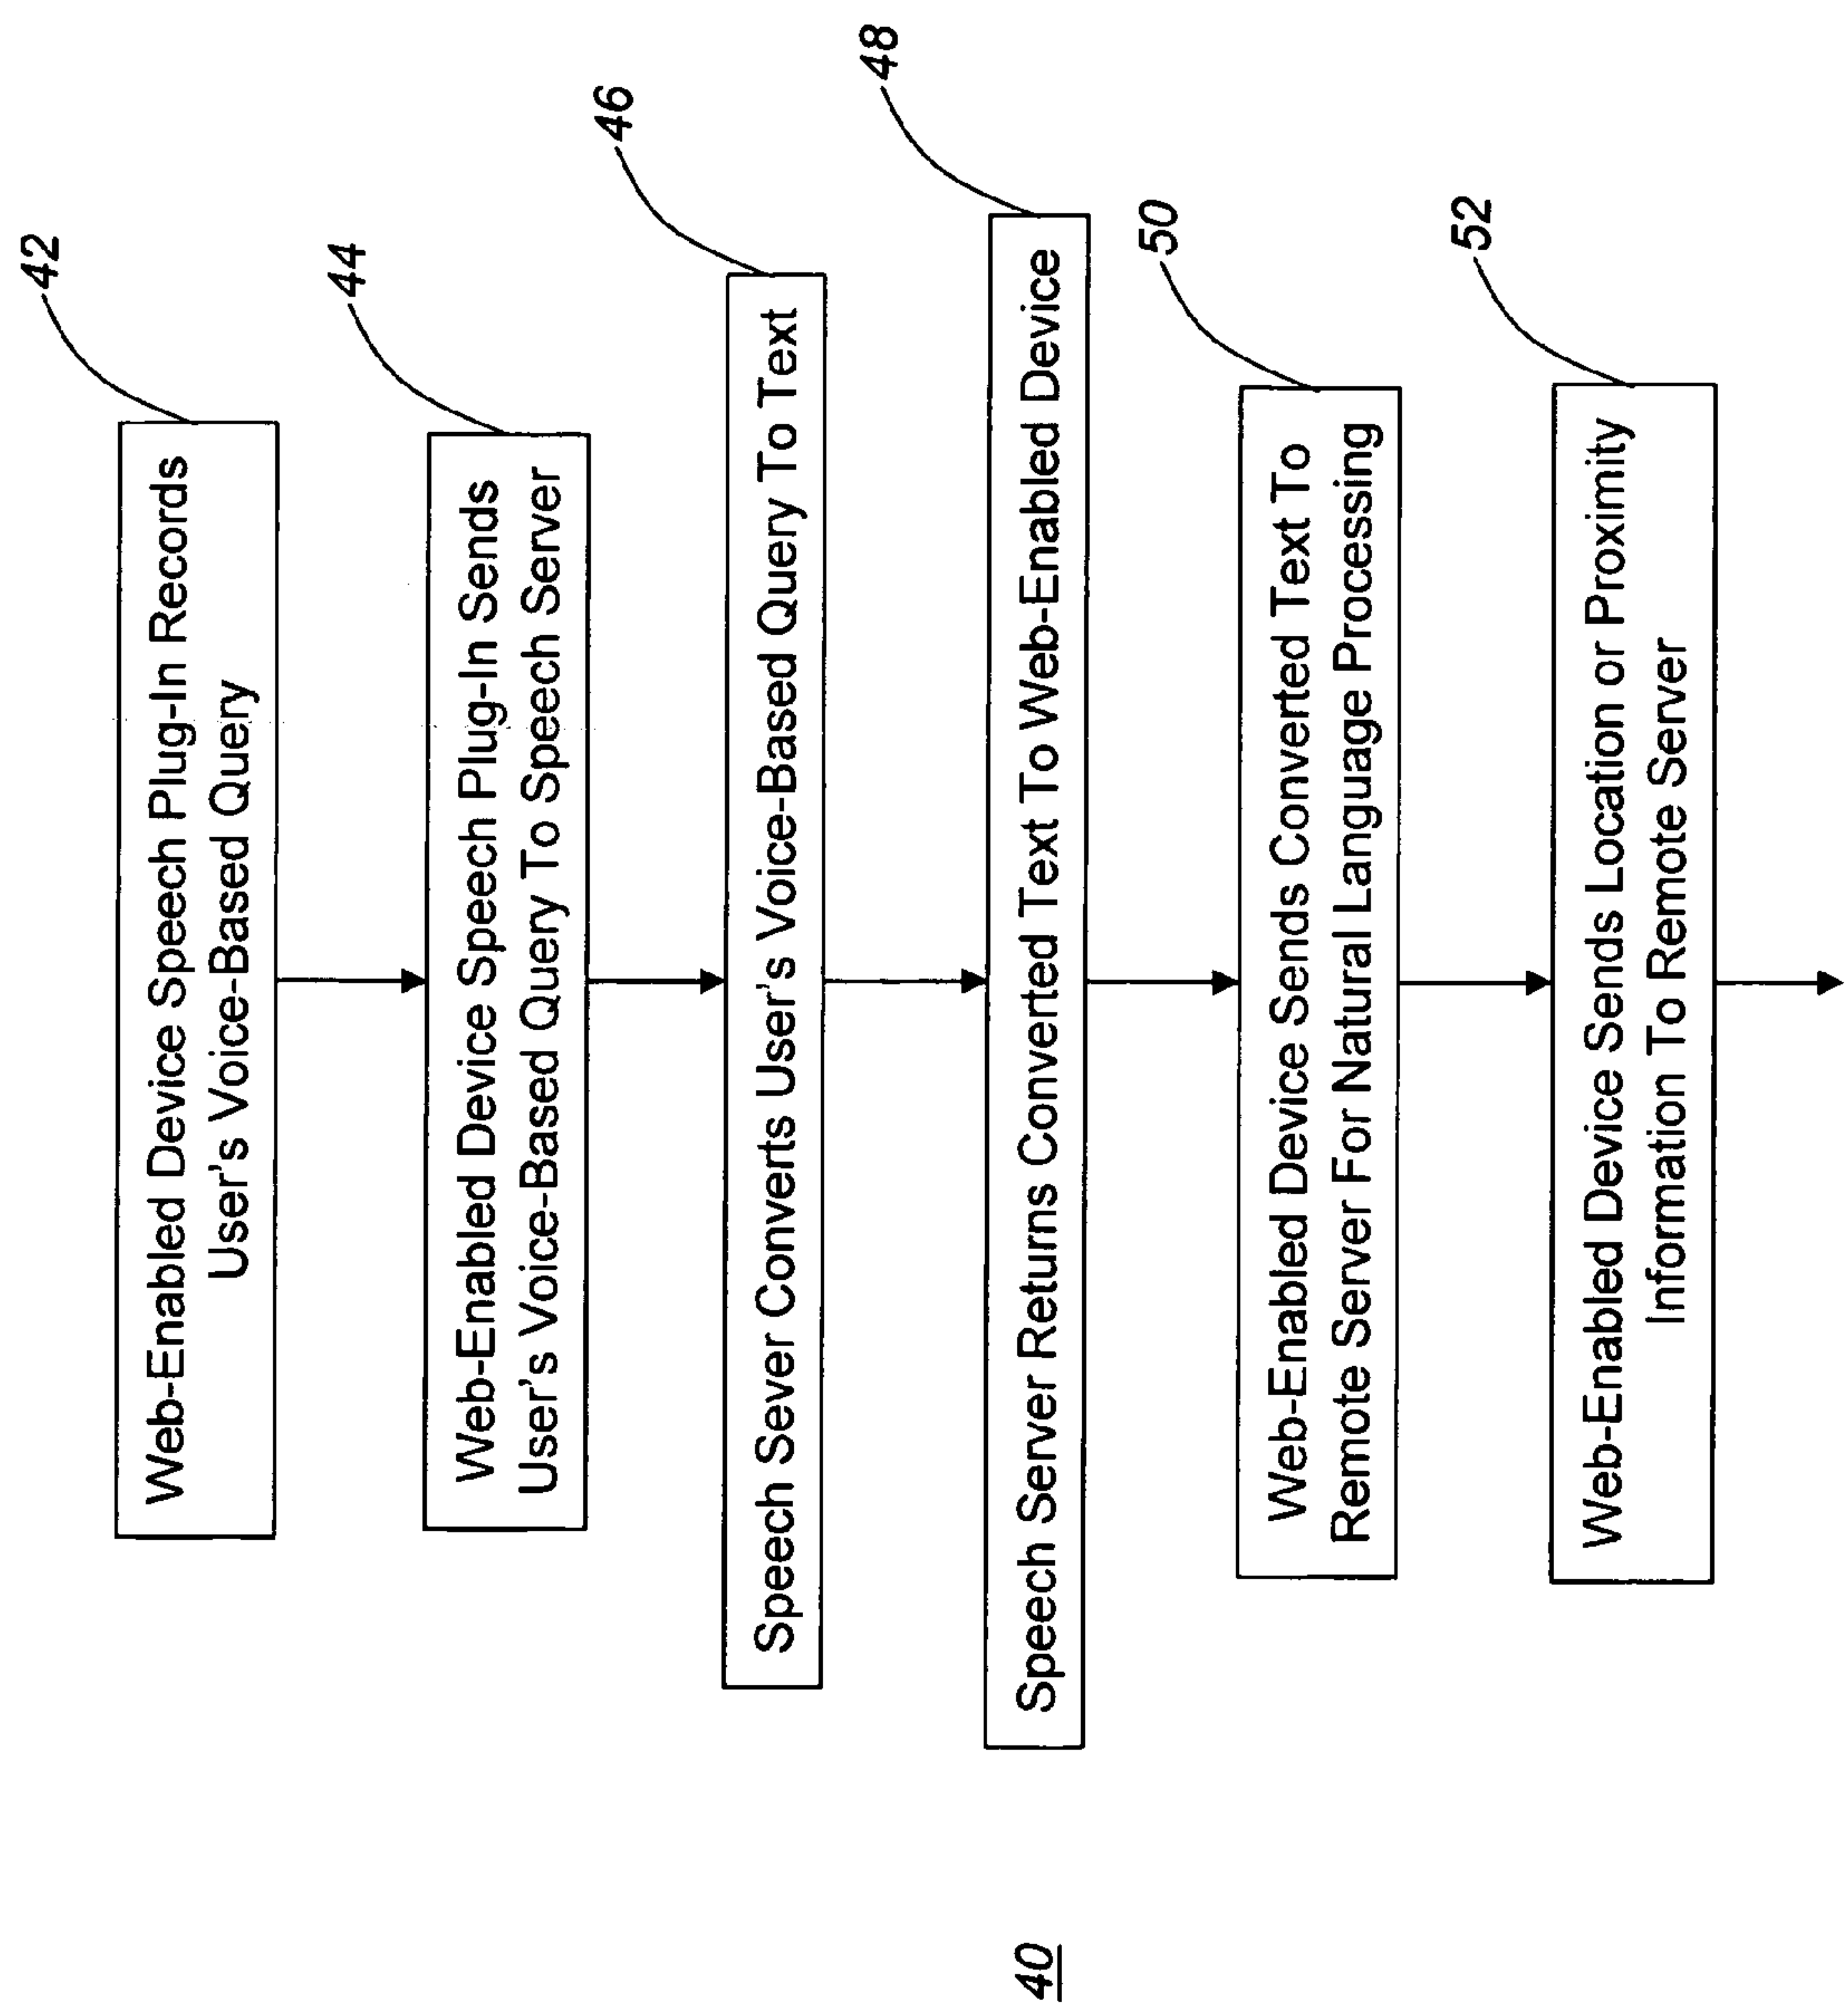 42
Web-Enabled Device Speech Plug-In Records
User's Voice-Based Query
44
Web-Enabled Device Speech Plug-In Sends
User's Voice-Based Query To Speech Server
46
Speech Sever Converts User's Voice-Based Query To Text
48
Speech Server Returns Converted Text To Web-Enabled Device
50
Web-Enabled Device Sends Converted Text To
Remote Server For Natural Language Processing
52
Web-Enabled Device Sends Location or Proximity
Information To Remote Server
40